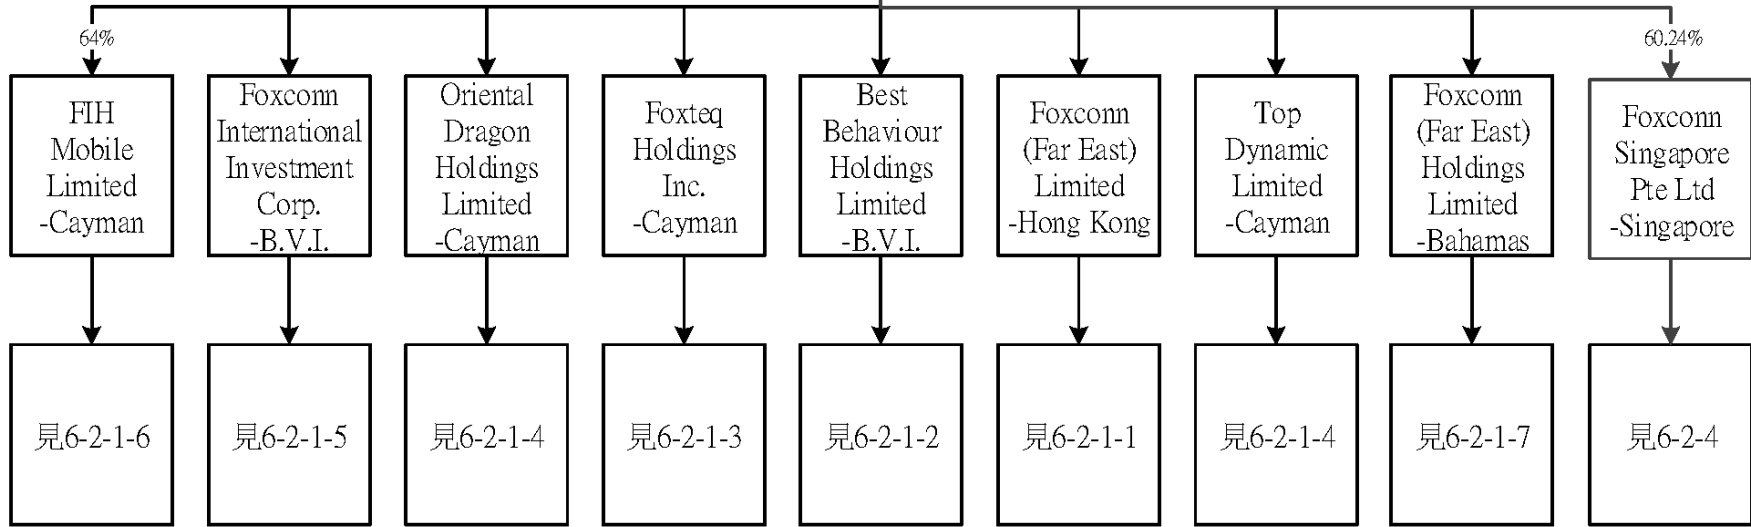 64%
60.24%
FIH
Mobile
Limited
-Cayman
Foxconn
International
Investment
Corp.
-B.V.I.
Oriental
Dragon
Holdings
Limited
-Cayman
Foxteq
Holdings
Inc.
-Cayman
Best
Behaviour
Holdings
Limited
-B.V.I.
Foxconn
(Far East)
Limited
-Hong Kong
Top
Dynamic
Limited
-Cayman
Foxconn
(Far East)
Holdings
Limited
-Bahamas
Foxconn
Singapore
Pte Ltd
-Singapore
見6-2-1-6
見6-2-1-5
見6-2-1-4
見6-2-1-3
見6-2-1-2
見6-2-1-1
見6-2-1-4
見6-2-1-7
見6-2-4